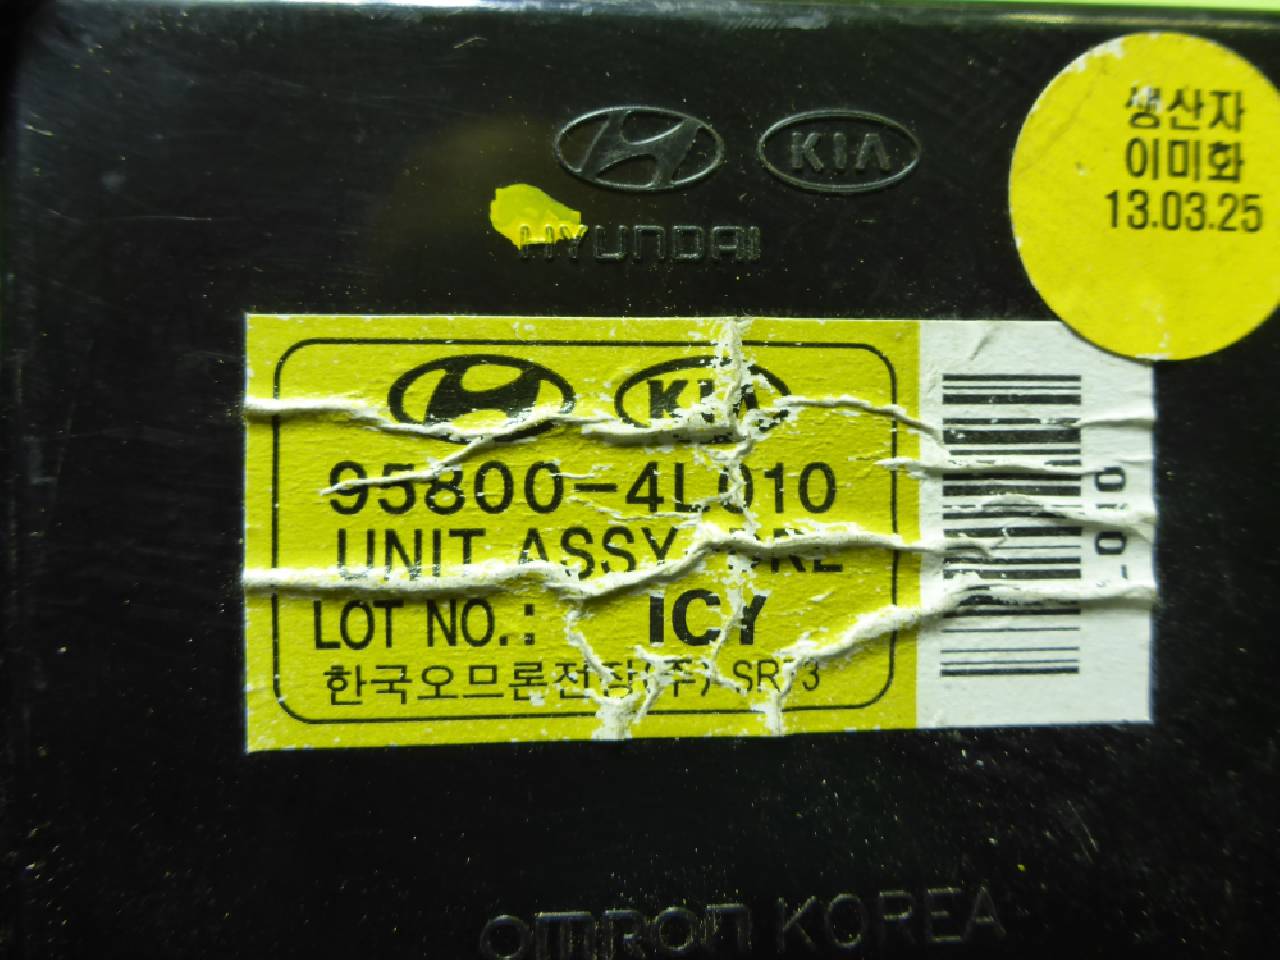 KIA
HYUNDAI
생산자
이미화
13.03.25
KIA
95800-4L010
UNIT ASSY
LOT NO.: ICY
한국오므론전장(주)
OMRON KOREA